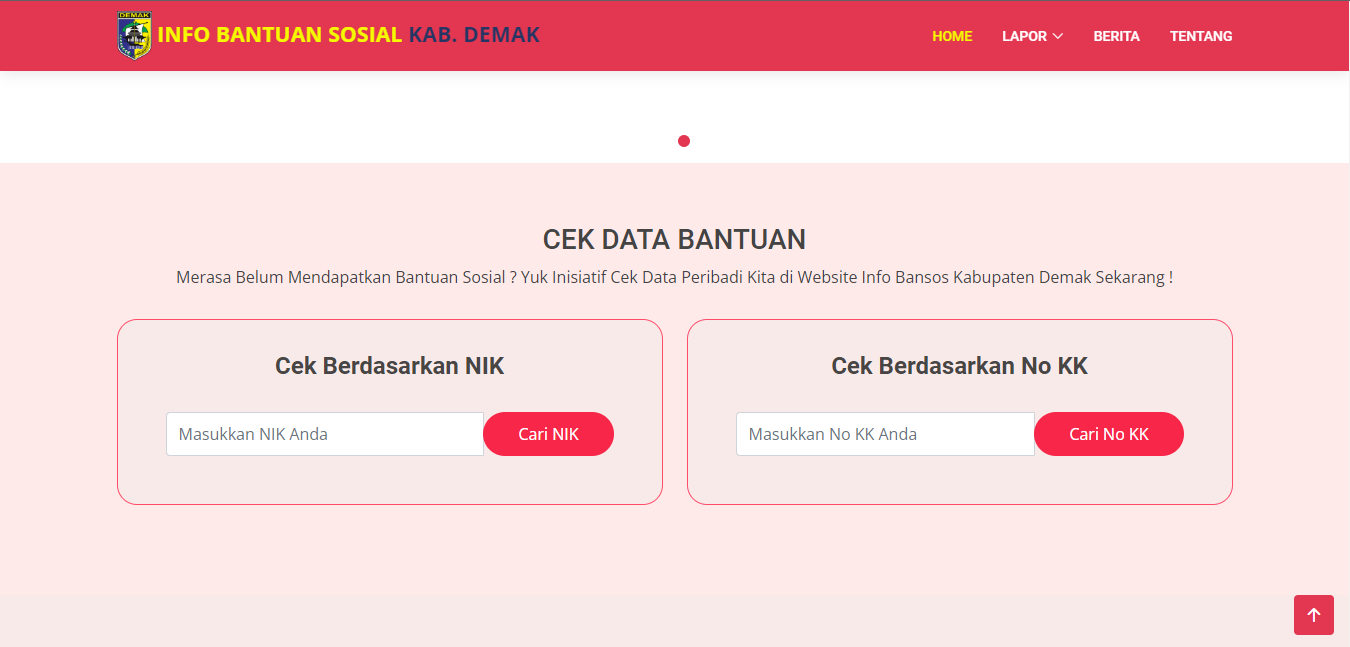 DEMAK
INFO BANTUAN SOSIAL KAB. DEMAK
HOME
LAPOR
BERITA
TENTANG
CEK DATA BANTUAN
Merasa Belum Mendapatkan Bantuan Sosial ? Yuk Inisiatif Cek Data Peribadi Kita di Website Info Bansos Kabupaten Demak Sekarang !
Cek Berdasarkan NIK
Masukkan NIK Anda
Cari NIK
Cek Berdasarkan No KK
Masukkan No KK Anda
Cari No KK